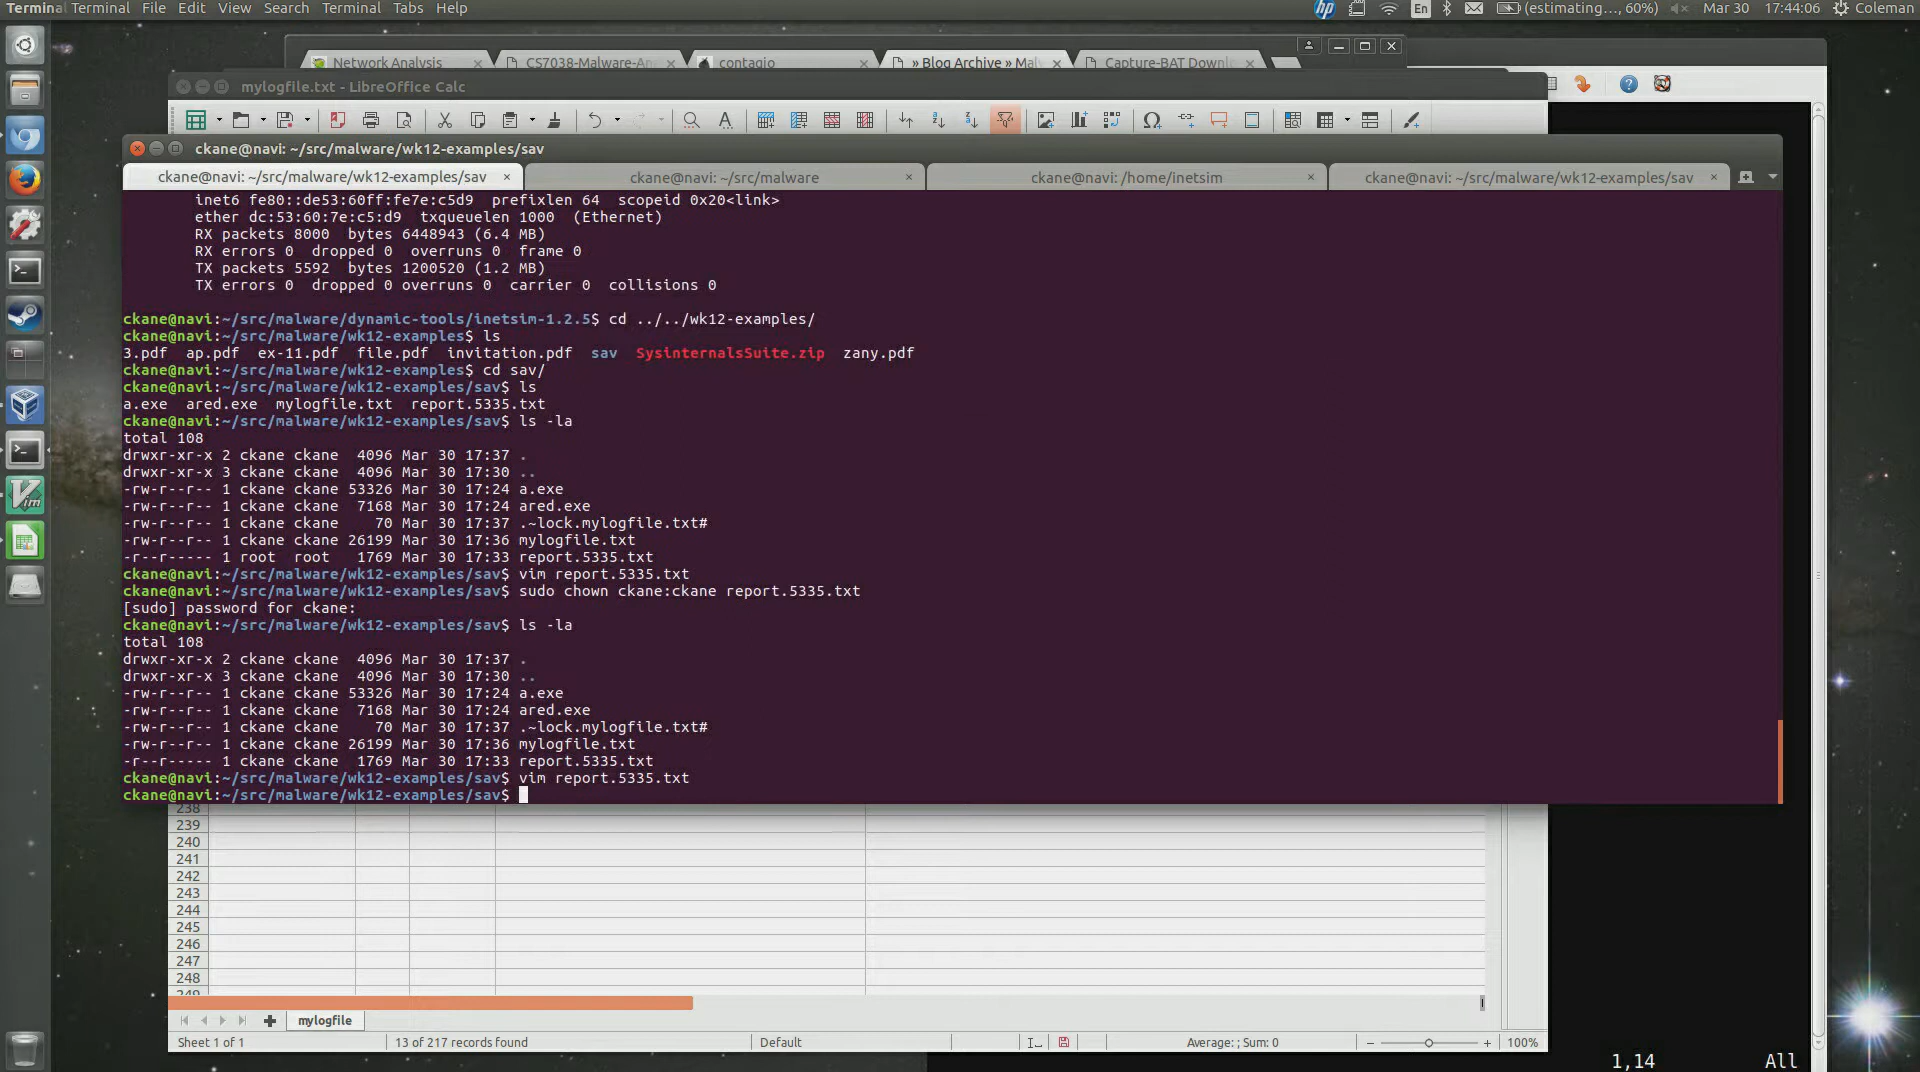 Terminal Terminal File Edit View Search Terminal Tabs Help
hp En (estimating..., 60%) Mar 30 17:44:06 Coleman
Network Analysis × CS7038-Malware-An × contagio × » Blog Archive » Mal × Capture-BAT Downl ×
mylogfile.txt - LibreOffice Calc
ckane@navi: ~/src/malware/wk12-examples/sav
ckane@navi: ~/src/malware/wk12-examples/sav × ckane@navi: ~/src/malware × ckane@navi: /home/inetsim × ckane@navi: ~/src/malware/wk12-examples/sav ×
inet6 fe80::de53:60ff:fe7e:c5d9 prefixlen 64 scopeid 0x20<link>
ether dc:53:60:7e:c5:d9 txqueuelen 1000 (Ethernet)
RX packets 8000 bytes 6448943 (6.4 MB)
RX errors 0 dropped 0 overruns 0 frame 0
TX packets 5592 bytes 1200520 (1.2 MB)
TX errors 0 dropped 0 overruns 0 carrier 0 collisions 0
ckane@navi:~/src/malware/dynamic-tools/inetsim-1.2.5$ cd ../../wk12-examples/
ckane@navi:~/src/malware/wk12-examples$ ls
3.pdf ap.pdf ex-11.pdf file.pdf invitation.pdf sav SysinternalsSuite.zip zany.pdf
ckane@navi:~/src/malware/wk12-examples$ cd sav/
ckane@navi:~/src/malware/wk12-examples/sav$ ls
a.exe ared.exe mylogfile.txt report.5335.txt
ckane@navi:~/src/malware/wk12-examples/sav$ ls -la
total 108
drwxr-xr-x 2 ckane ckane 4096 Mar 30 17:37 .
drwxr-xr-x 3 ckane ckane 4096 Mar 30 17:30 ..
-rw-r--r-- 1 ckane ckane 53326 Mar 30 17:24 a.exe
-rw-r--r-- 1 ckane ckane 7168 Mar 30 17:24 ared.exe
-rw-r--r-- 1 ckane ckane 70 Mar 30 17:37 .~lock.mylogfile.txt#
-rw-r--r-- 1 ckane ckane 26199 Mar 30 17:36 mylogfile.txt
-r--r----- 1 root root 1769 Mar 30 17:33 report.5335.txt
ckane@navi:~/src/malware/wk12-examples/sav$ vim report.5335.txt
ckane@navi:~/src/malware/wk12-examples/sav$ sudo chown ckane:ckane report.5335.txt
[sudo] password for ckane:
ckane@navi:~/src/malware/wk12-examples/sav$ ls -la
total 108
drwxr-xr-x 2 ckane ckane 4096 Mar 30 17:37 .
drwxr-xr-x 3 ckane ckane 4096 Mar 30 17:30 ..
-rw-r--r-- 1 ckane ckane 53326 Mar 30 17:24 a.exe
-rw-r--r-- 1 ckane ckane 7168 Mar 30 17:24 ared.exe
-rw-r--r-- 1 ckane ckane 70 Mar 30 17:37 .~lock.mylogfile.txt#
-rw-r--r-- 1 ckane ckane 26199 Mar 30 17:36 mylogfile.txt
-r--r----- 1 ckane ckane 1769 Mar 30 17:33 report.5335.txt
ckane@navi:~/src/malware/wk12-examples/sav$ vim report.5335.txt
ckane@navi:~/src/malware/wk12-examples/sav$
238
239
240
241
242
243
244
245
246
247
248
249
mylogfile
Sheet 1 of 1 13 of 217 records found Default Average: ; Sum: 0 100%
1,14 All